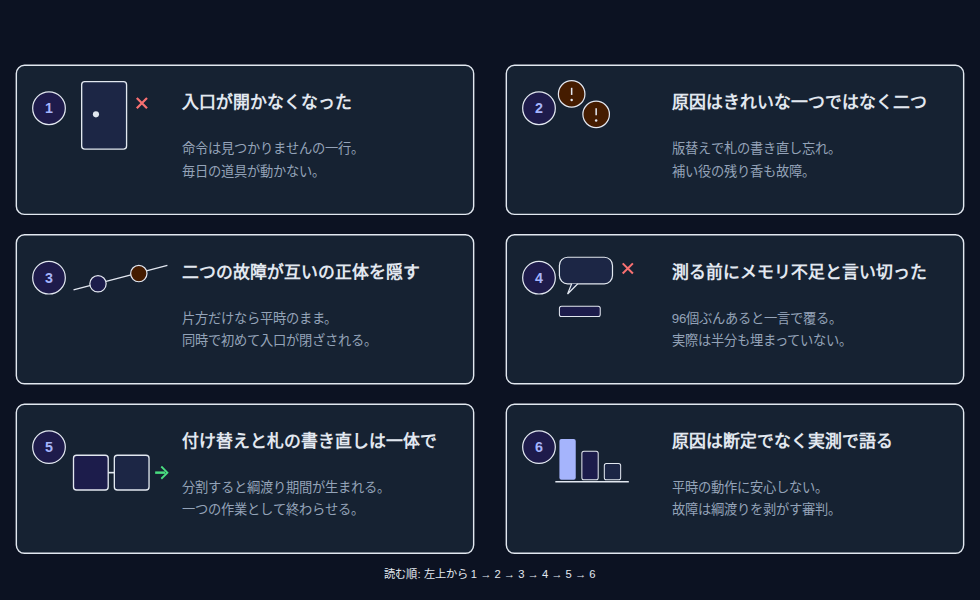 1
入口が開かなくなった
命令は見つかりませんの一行。
毎日の道具が動かない。
2
原因はきれいな一つではなく二つ
版替えで札の書き直し忘れ。
補い役の残り香も故障。
3
二つの故障が互いの正体を隠す
片方だけなら平時のまま。
同時で初めて入口が閉ざされる。
4
測る前にメモリ不足と言い切った
96個ぶんあると一言で覆る。
実際は半分も埋まっていない。
5
付け替えと札の書き直しは一体で
分割すると綱渡り期間が生まれる。
一つの作業として終わらせる。
6
原因は断定でなく実測で語る
平時の動作に安心しない。
故障は綱渡りを剥がす審判。
読む順: 左上から 1 → 2 → 3 → 4 → 5 → 6